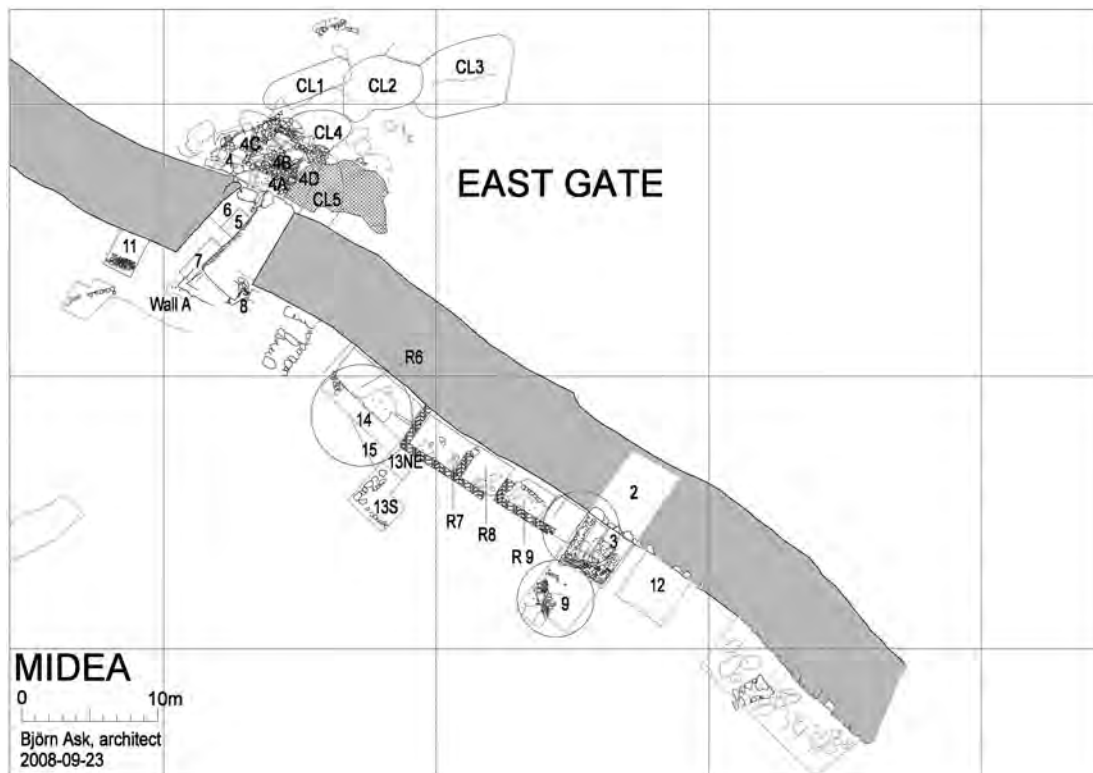 CL3
CL1
CL2
CL4
4C
4
4B
4A
4D
CL5
EAST GATE
6
5
11
7
Wall A
8
R6
14
15
13NE
13S
2
R7
R8
R 9
3
12
9
MIDEA
0 10m
Björn Ask, architect
2008-09-23